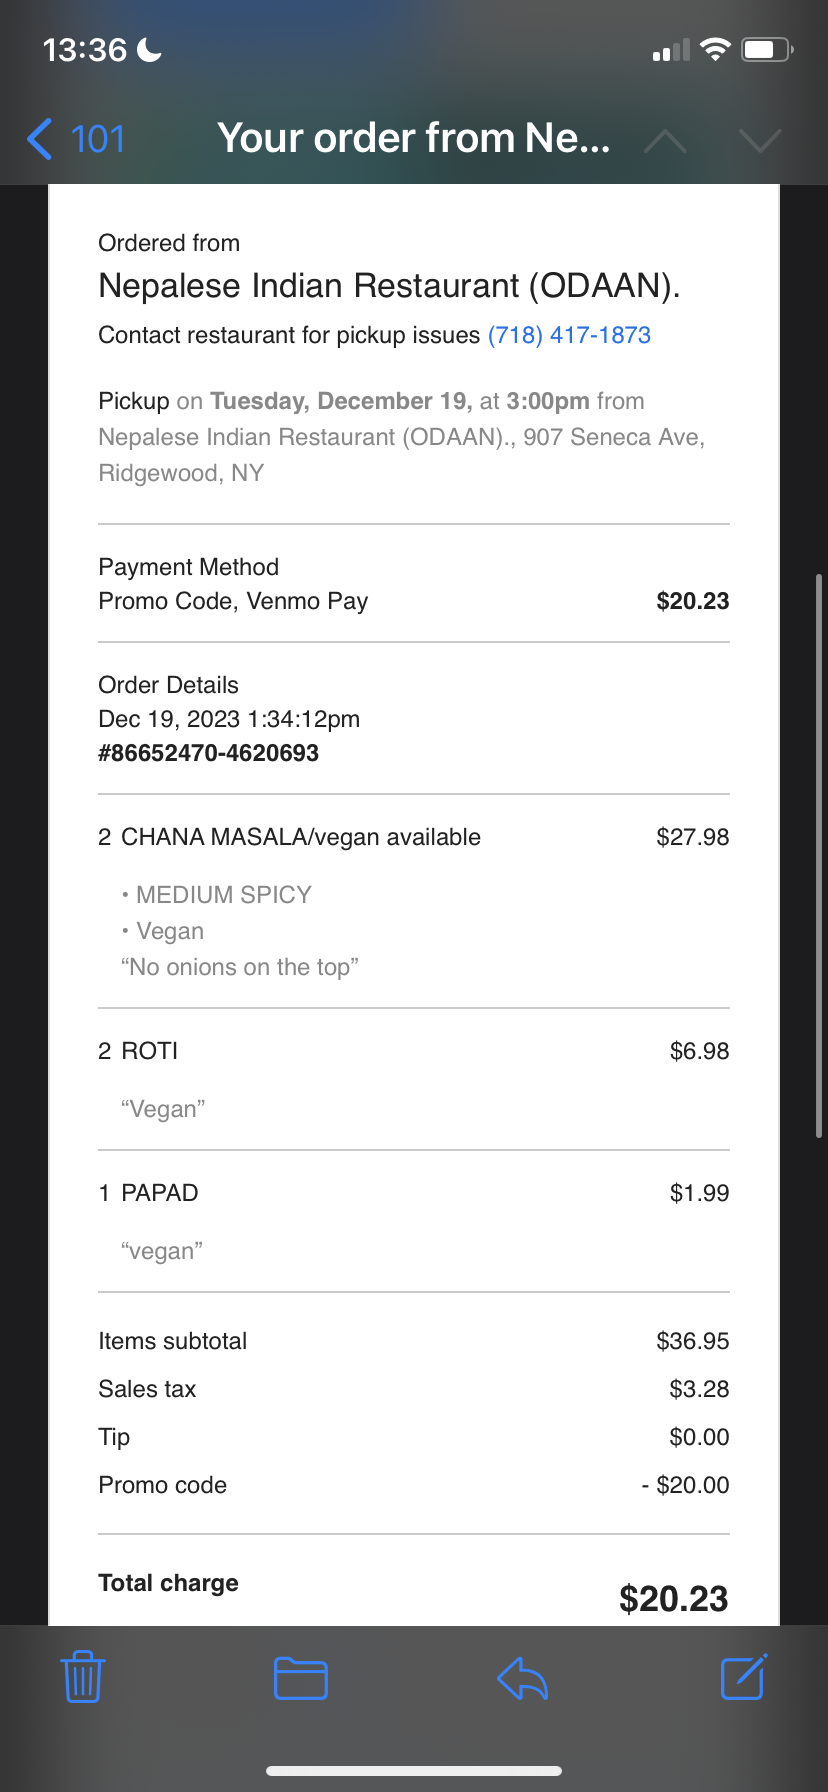 13:36
101
Your order from Ne...
Ordered from
Nepalese Indian Restaurant (ODAAN).
Contact restaurant for pickup issues (718) 417-1873
Pickup on Tuesday, December 19, at 3:00pm from
Nepalese Indian Restaurant (ODAAN)., 907 Seneca Ave,
Ridgewood, NY
Payment Method
Promo Code, Venmo Pay $20.23
Order Details
Dec 19, 2023 1:34:12pm
#86652470-4620693
2 CHANA MASALA/vegan available $27.98
• MEDIUM SPICY
• Vegan
“No onions on the top”
2 ROTI $6.98
“Vegan”
1 PAPAD $1.99
“vegan”
Items subtotal $36.95
Sales tax $3.28
Tip $0.00
Promo code - $20.00
Total charge $20.23